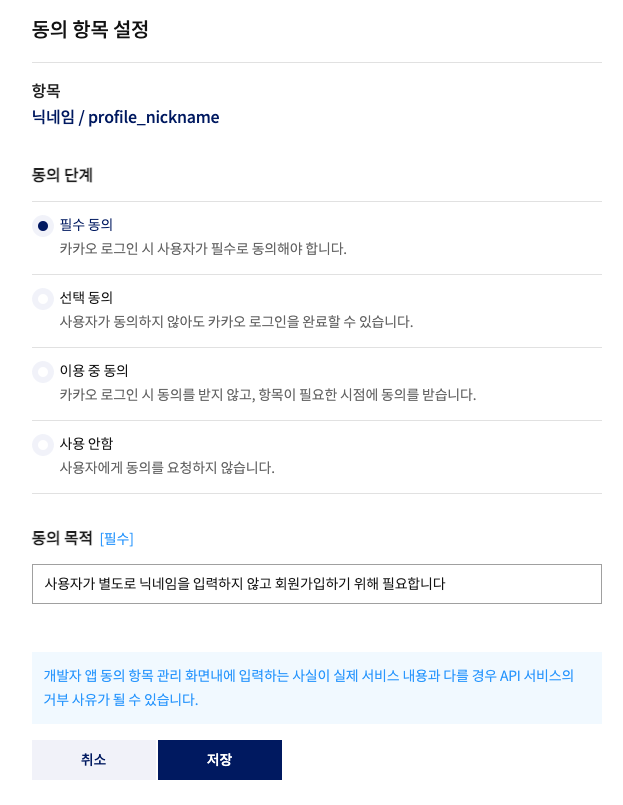 동의 항목 설정
항목
닉네임 / profile_nickname
동의 단계
필수 동의
카카오 로그인 시 사용자가 필수로 동의해야 합니다.
선택 동의
사용자가 동의하지 않아도 카카오 로그인을 완료할 수 있습니다.
이용 중 동의
카카오 로그인 시 동의를 받지 않고, 항목이 필요한 시점에 동의를 받습니다.
사용 안함
사용자에게 동의를 요청하지 않습니다.
동의 목적 [필수]
사용자가 별도로 닉네임을 입력하지 않고 회원가입하기 위해 필요합니다
개발자 앱 동의 항목 관리 화면내에 입력하는 사실이 실제 서비스 내용과 다를 경우 API 서비스의
거부 사유가 될 수 있습니다.
취소 저장